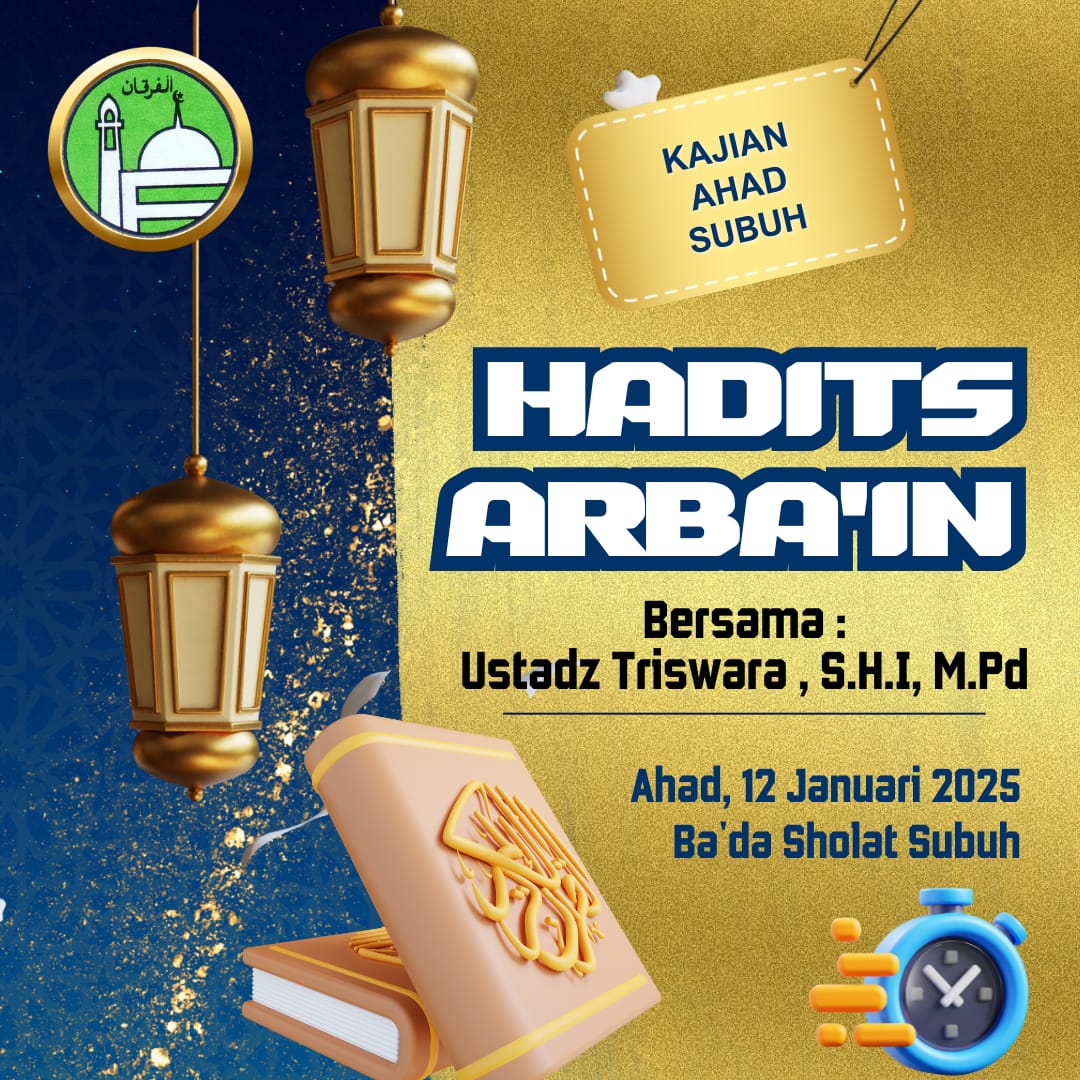 الفرقان
KAJIAN
AHAD
SUBUH
HADITS
ARBA'IN
Bersama :
Ustadz Triswara , S.H.I, M.Pd
Ahad, 12 Januari 2025
Ba'da Sholat Subuh